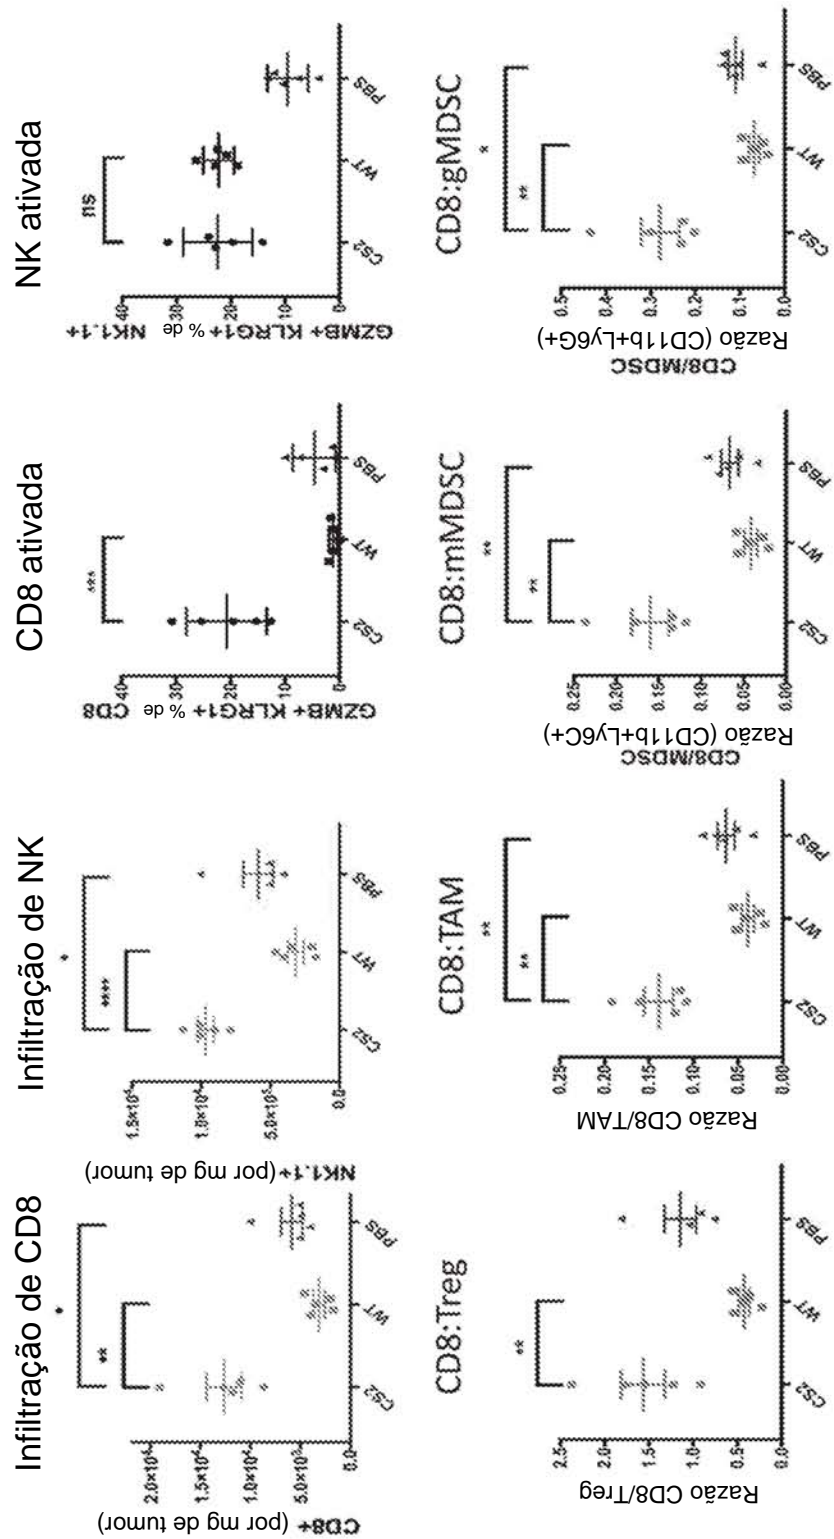 Infiltração de CD8
CD8+ (por mg de tumor)
2.0×10⁴
1.5×10⁴
1.0×10⁴
5.0×10³
0.0
*
**
CS2 WT PBS
Infiltração de NK
NK1.1+ (por mg de tumor)
1.0×10⁴
5.0×10³
0.0
*
****
CS2 WT PBS
CD8 ativada
GZMB+ KLRG1+ % de CD8
40
30
20
10
0
***
CS2 WT PBS
NK ativada
GZMB+ KLRG1+ % de NK1.1+
40
30
20
10
0
ns
CS2 WT PBS
CD8:Treg
Razão CD8/Treg
2.5
2.0
1.5
1.0
0.5
0.0
**
CS2 WT PBS
CD8:TAM
Razão CD8/TAM
0.25
0.20
0.15
0.10
0.05
0.00
**
**
CS2 WT PBS
CD8:mMDSC
CD8/MDSC
Razão (CD11b+Ly6C+)
0.25
0.20
0.15
0.10
0.05
0.00
**
**
CS2 WT PBS
CD8:gMDSC
CD8/MDSC
Razão (CD11b+Ly6G+)
0.5
0.4
0.3
0.2
0.1
0.0
*
**
CS2 WT PBS